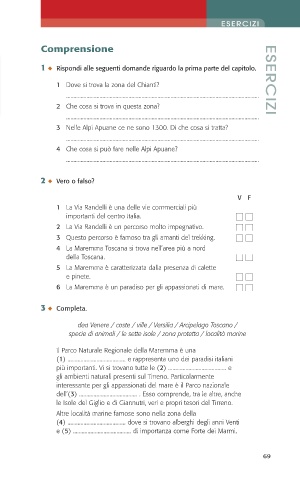 ESERCIZI
ESERCIZI
Comprensione
1 ◆ Rispondi alle seguenti domande riguardo la prima parte del capitolo.
1 Dove si trova la zona del Chianti?
2 Che cosa si trova in questa zona?
3 Nelle Alpi Apuane ce ne sono 1300. Di che cosa si tratta?
4 Che cosa si può fare nelle Alpi Apuane?
2 ◆ Vero o falso?
V F
1 La Via Randelli è una delle vie commerciali più
importanti del centro Italia.
2 La Via Randelli è un percorso molto impegnativo.
3 Questo percorso è famoso tra gli amanti del trekking.
4 La Maremma Toscana si trova nell'area più a nord
della Toscana.
5 La Maremma è caratterizzata dalla presenza di calette
e pinete.
6 La Maremma è un paradiso per gli appassionati di mare.
3 ◆ Completa.
dea Venere / coste / ville / Versilia / Arcipelago Toscano /
specie di animali / le sette isole / zona protetta / località marine
Il Parco Naturale Regionale della Maremma è una
(1) .............................. e rappresenta uno dei paradisi italiani
più importanti. Vi si trovano tutte le (2) .............................. e
gli ambienti naturali presenti sul Tirreno. Particolarmente
interessante per gli appassionati del mare è il Parco nazionale
dell'(3) .............................. . Esso comprende, tra le altre, anche
le Isole del Giglio e di Giannutri, veri e propri tesori del Tirreno.
Altre località marine famose sono nella zona della
(4) .............................. dove si trovano alberghi degli anni Venti
e (5) .............................. di importanza come Forte dei Marmi.
69